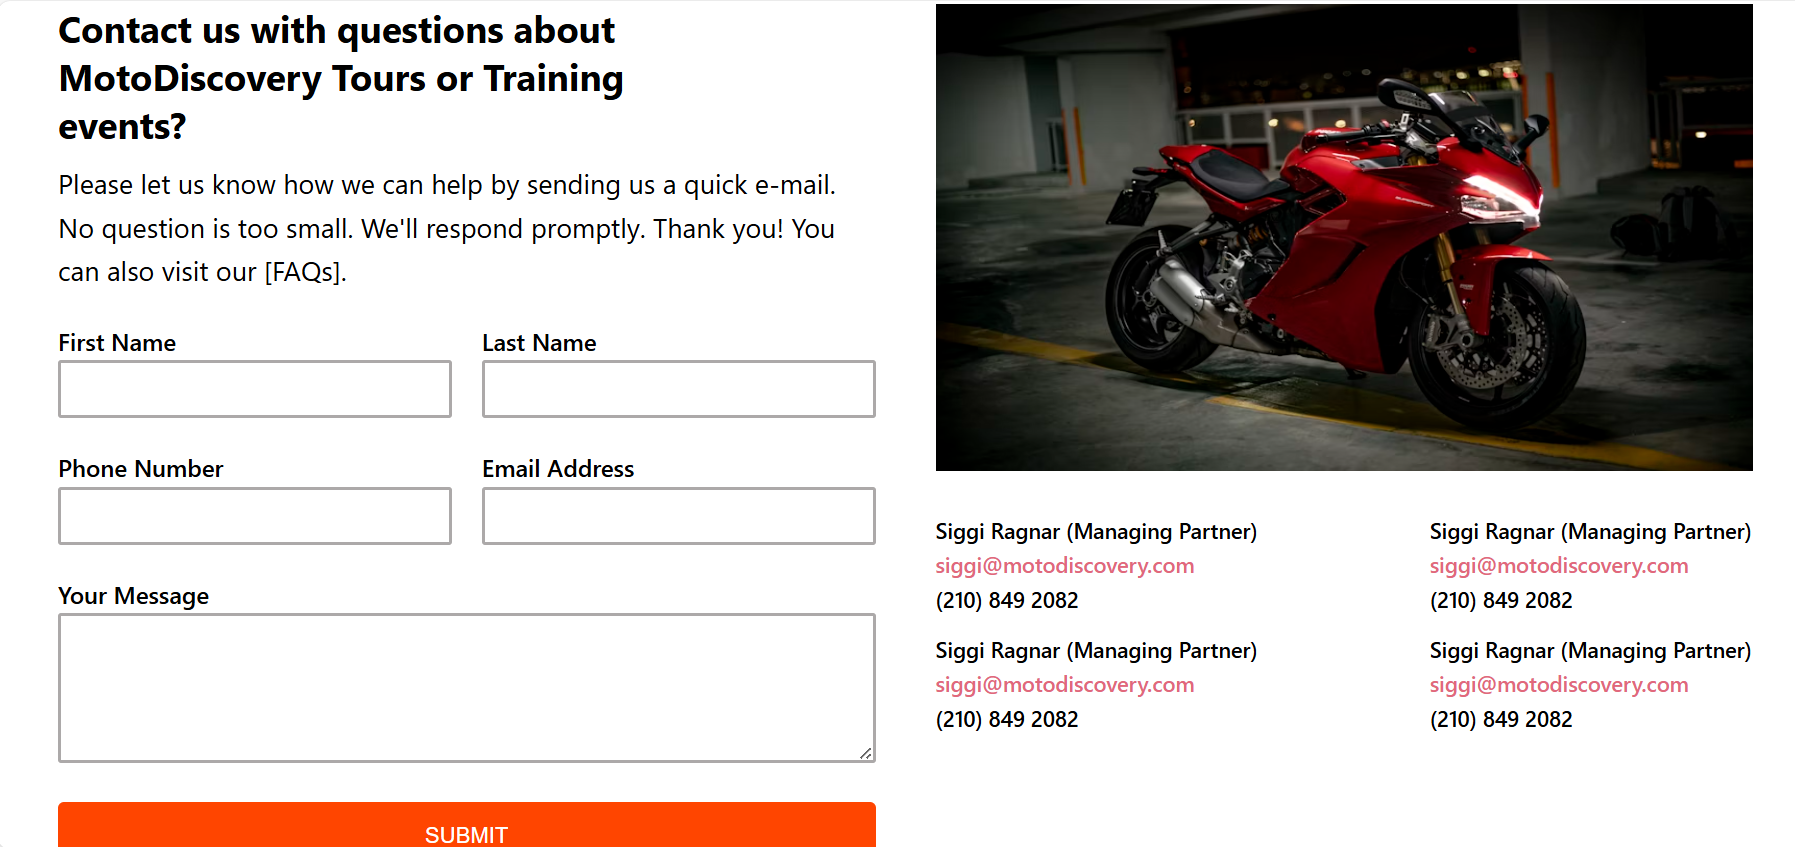 Contact us with questions about
MotoDiscovery Tours or Training
events?
Please let us know how we can help by sending us a quick e-mail.
No question is too small. We'll respond promptly. Thank you! You
can also visit our [FAQs].
First Name
Last Name
Phone Number
Email Address
Your Message
SUBMIT
Siggi Ragnar (Managing Partner)
siggi@motodiscovery.com
(210) 849 2082
Siggi Ragnar (Managing Partner)
siggi@motodiscovery.com
(210) 849 2082
Siggi Ragnar (Managing Partner)
siggi@motodiscovery.com
(210) 849 2082
Siggi Ragnar (Managing Partner)
siggi@motodiscovery.com
(210) 849 2082